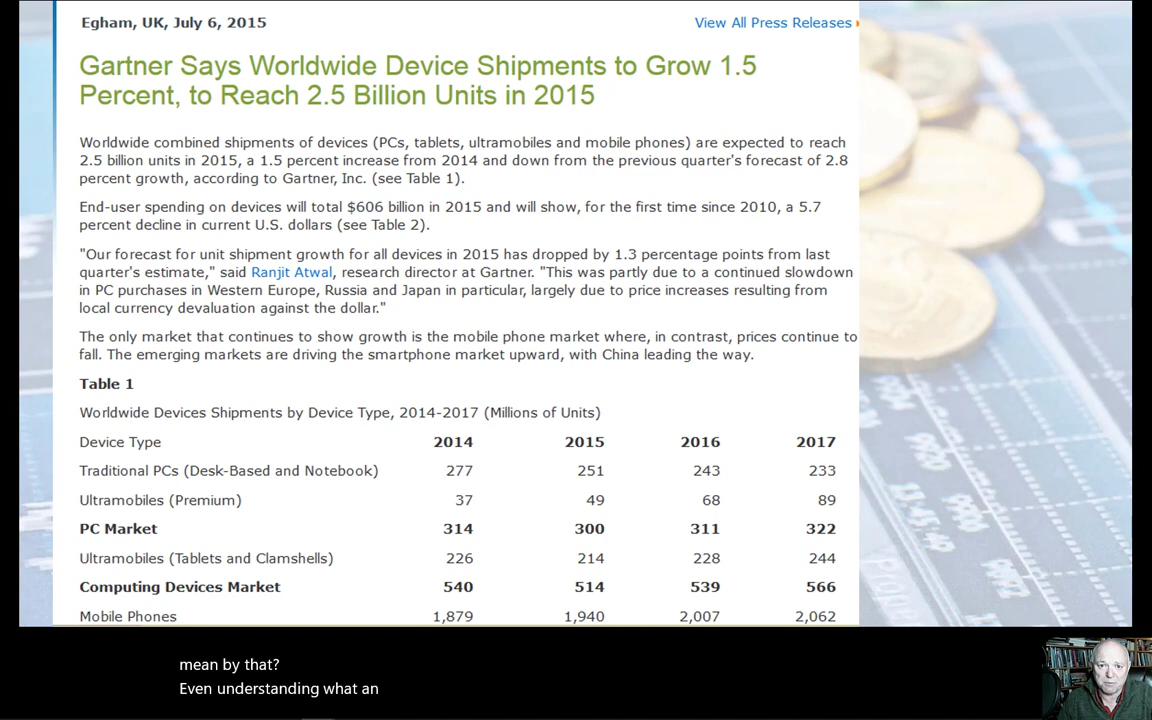 Egham, UK, July 6, 2015
View All Press Releases
Gartner Says Worldwide Device Shipments to Grow 1.5
Percent, to Reach 2.5 Billion Units in 2015
Worldwide combined shipments of devices (PCs, tablets, ultramobiles and mobile phones) are expected to reach
2.5 billion units in 2015, a 1.5 percent increase from 2014 and down from the previous quarter's forecast of 2.8
percent growth, according to Gartner, Inc. (see Table 1).
End-user spending on devices will total $606 billion in 2015 and will show, for the first time since 2010, a 5.7
percent decline in current U.S. dollars (see Table 2).
"Our forecast for unit shipment growth for all devices in 2015 has dropped by 1.3 percentage points from last
quarter's estimate," said Ranjit Atwal, research director at Gartner. "This was partly due to a continued slowdown
in PC purchases in Western Europe, Russia and Japan in particular, largely due to price increases resulting from
local currency devaluation against the dollar."
The only market that continues to show growth is the mobile phone market where, in contrast, prices continue to
fall. The emerging markets are driving the smartphone market upward, with China leading the way.
Table 1
Worldwide Devices Shipments by Device Type, 2014-2017 (Millions of Units)
Device Type 2014 2015 2016 2017
Traditional PCs (Desk-Based and Notebook) 277 251 243 233
Ultramobiles (Premium) 37 49 68 89
PC Market 314 300 311 322
Ultramobiles (Tablets and Clamshells) 226 214 228 244
Computing Devices Market 540 514 539 566
Mobile Phones 1,879 1,940 2,007 2,062
mean by that?
Even understanding what an